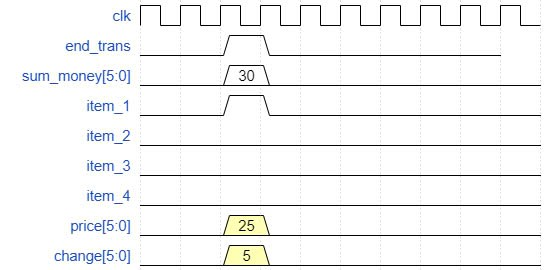 clk
end_trans
sum_money[5:0] 30
item_1
item_2
item_3
item_4
price[5:0] 25
change[5:0] 5